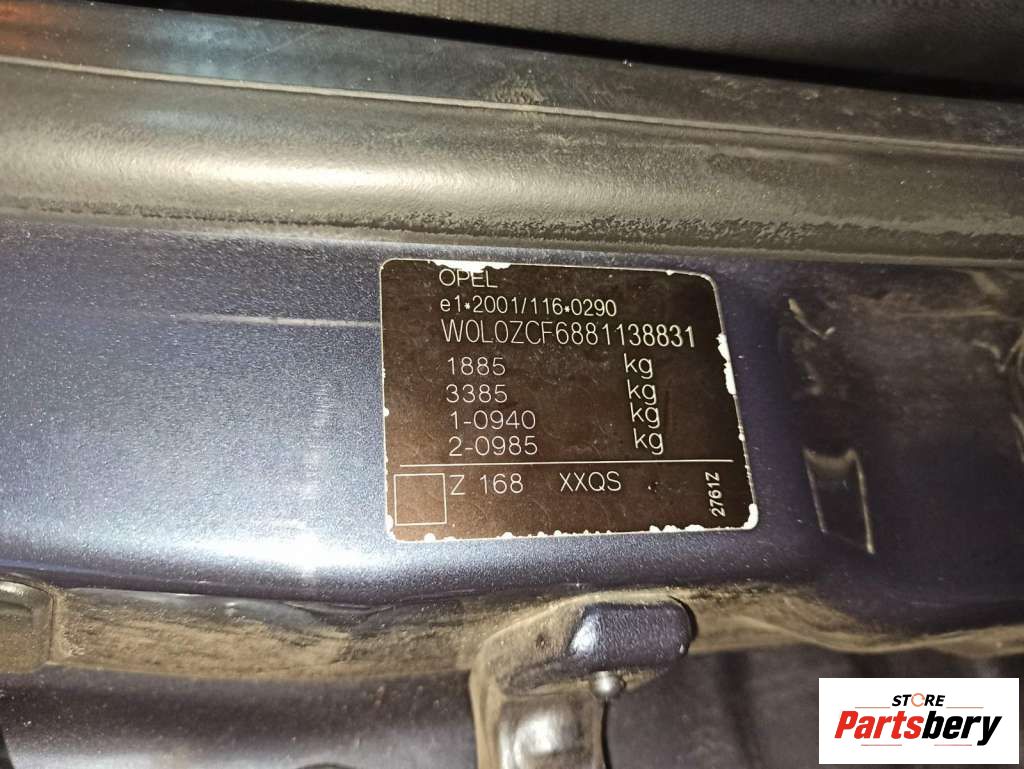 OPEL
e1*2001/116*0290
W0L0ZCF6881138831
1885 kg
3385 kg
1-0940 kg
2-0985 kg
Z 168 XXQS
2761Z
STORE
Partsbery